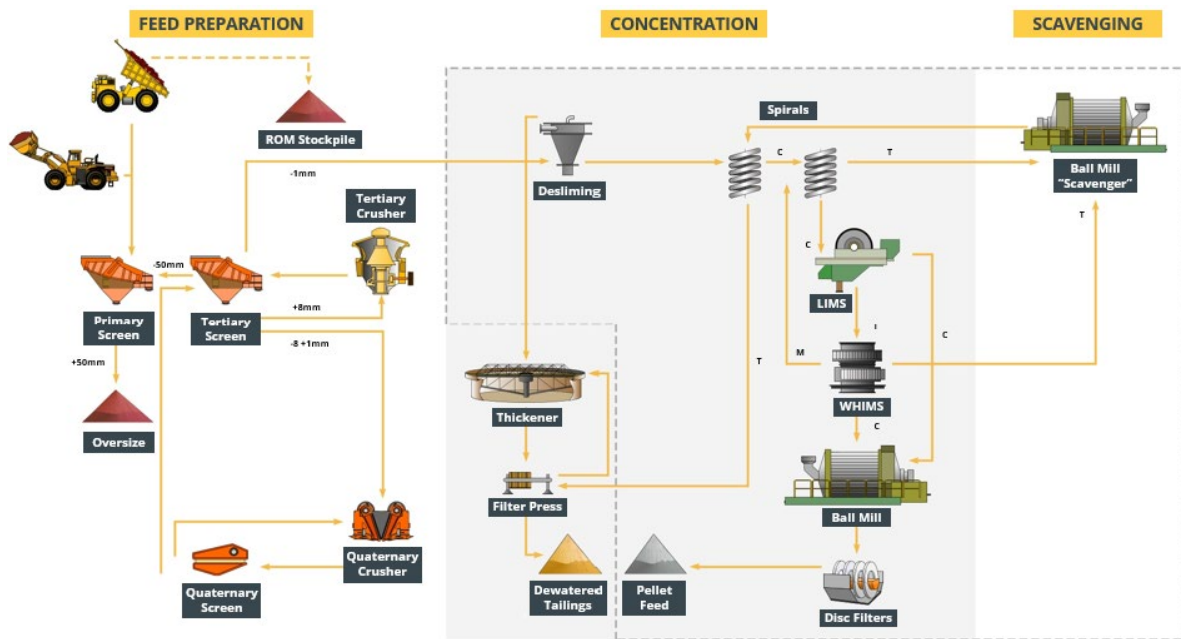 FEED PREPARATION
CONCENTRATION
SCAVENGING
ROM Stockpile
Spirals
-1mm
Desliming
C
T
Ball Mill
"Scavenger"
Tertiary
Crusher
T
C
-50mm
LIMS
+8mm
Primary
Screen
Tertiary
Screen
-8 +1mm
C
+50mm
T
M
WHIMS
Thickener
C
Oversize
Filter Press
Ball Mill
Quaternary
Crusher
Quaternary
Screen
Dewatered
Tailings
Pellet
Feed
Disc Filters